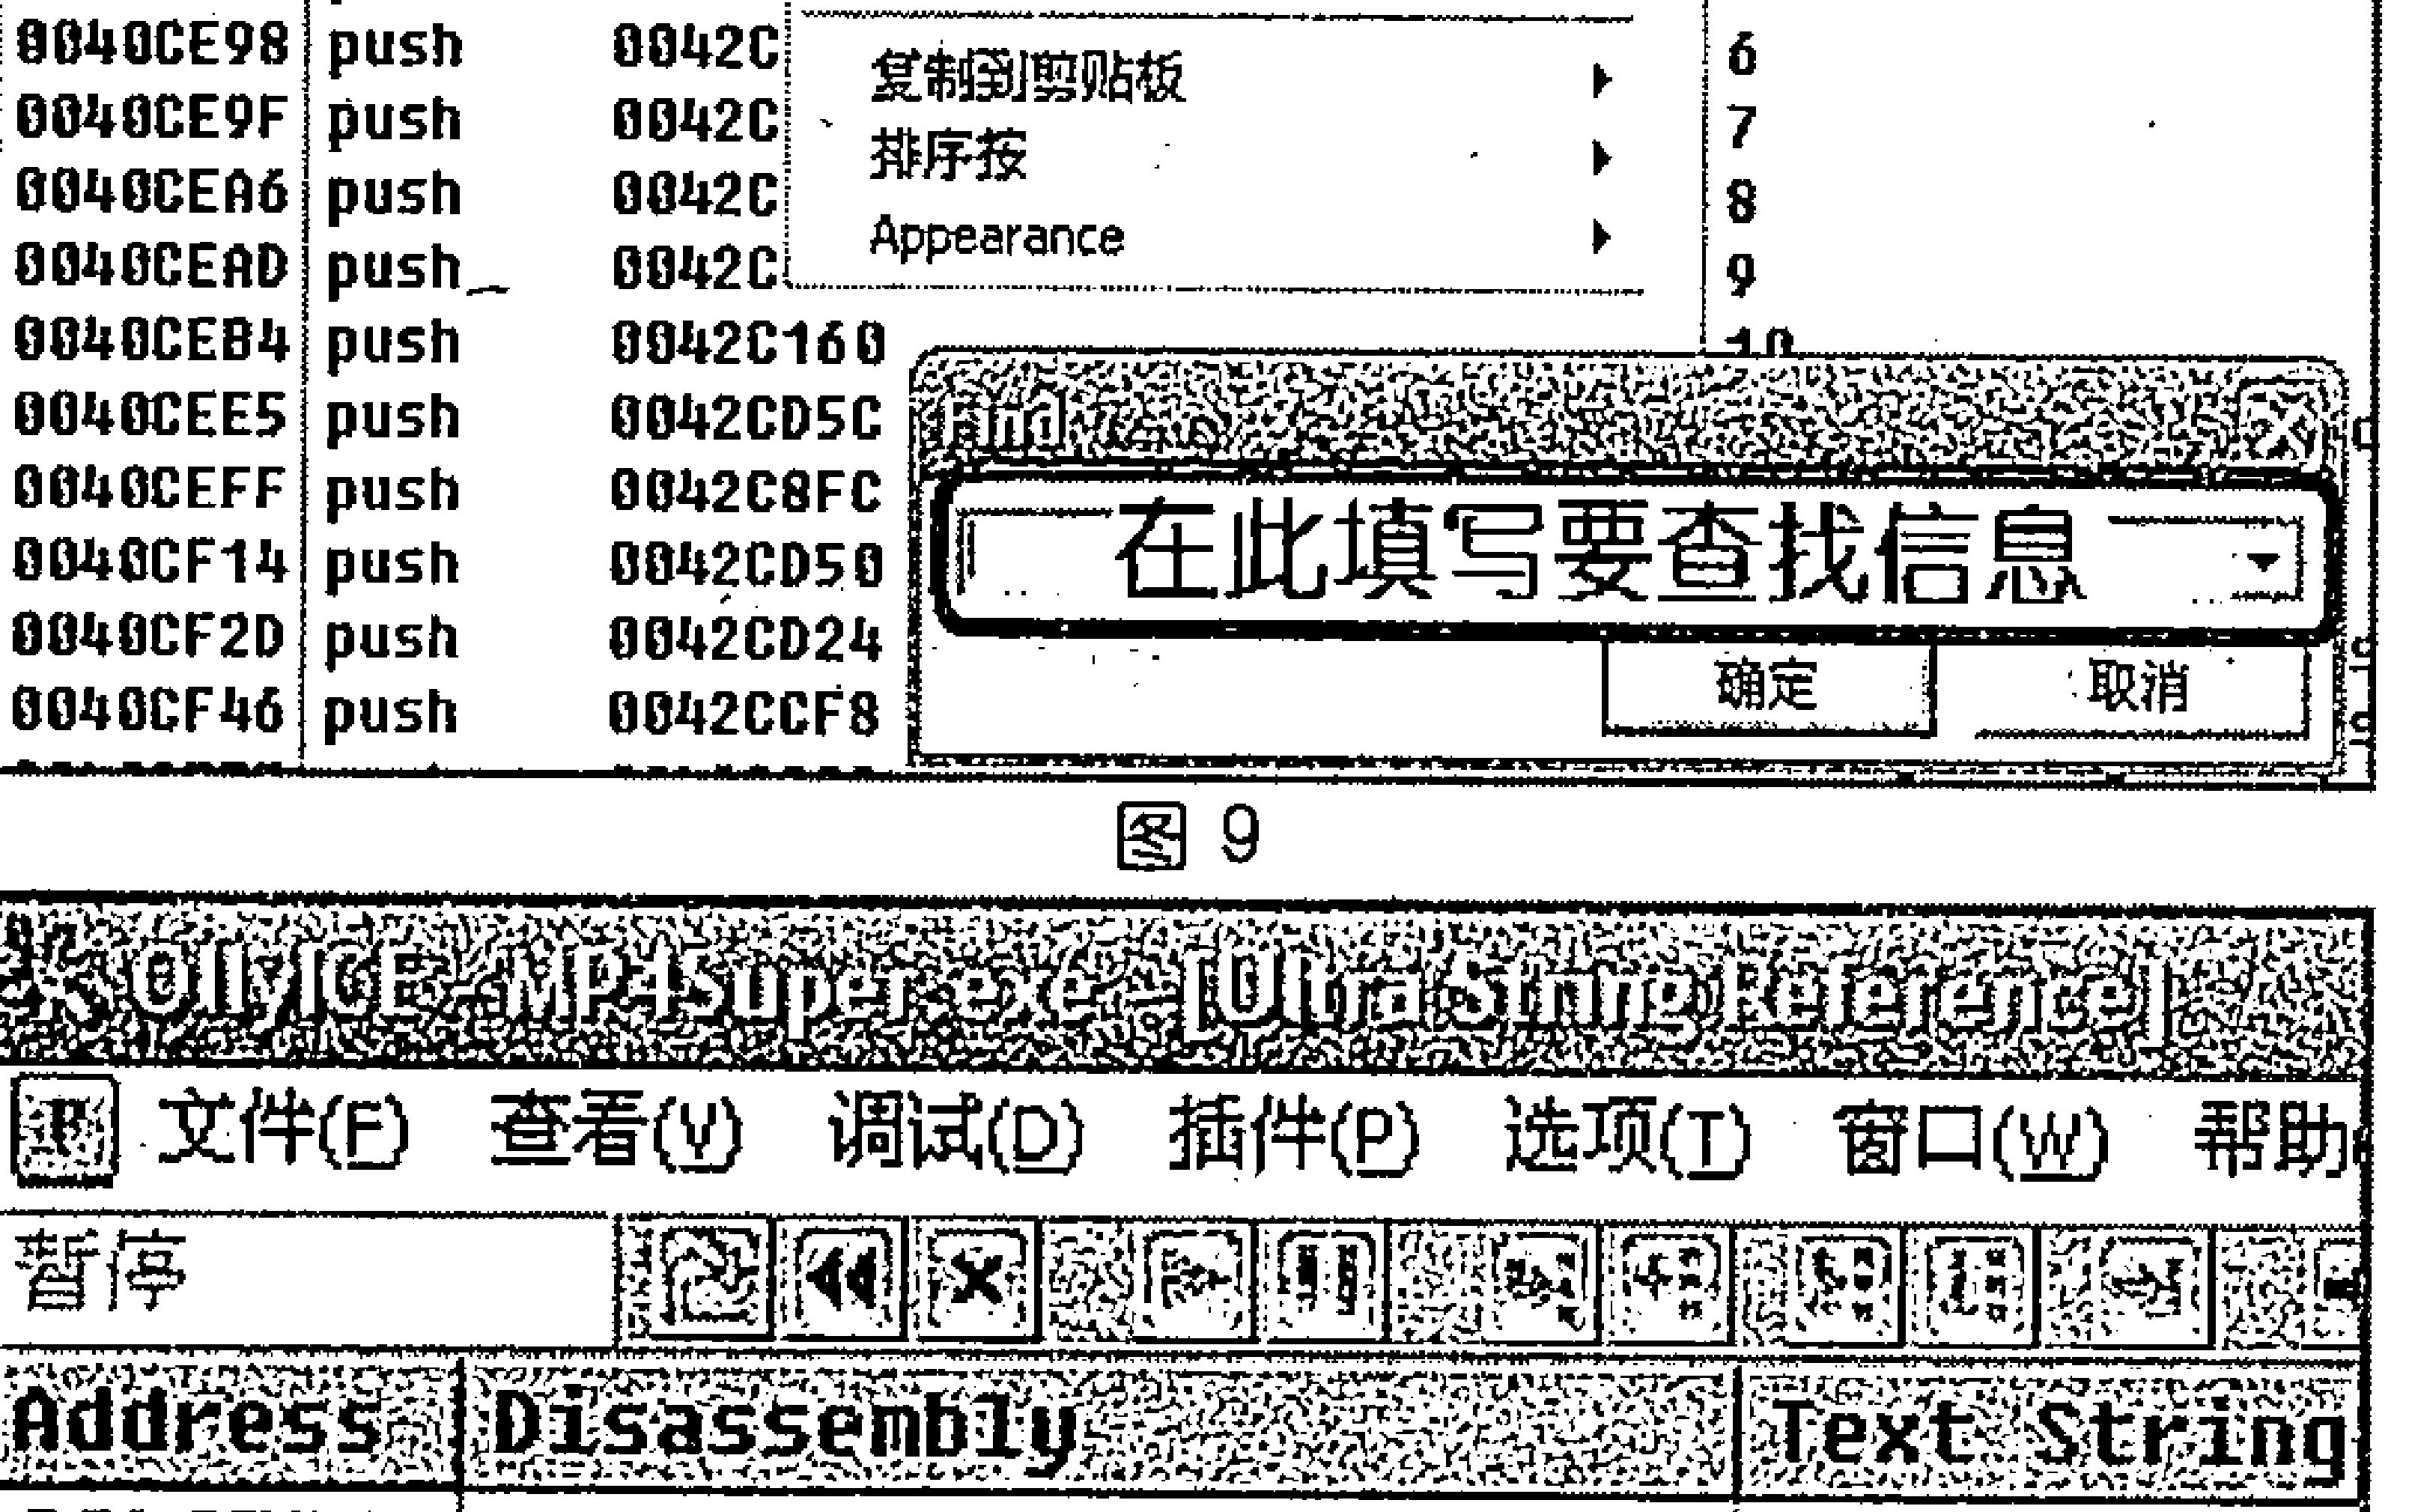 0040CE98 push 0042C 6
复制到剪贴板
0040CE9F push 0042C 7
排序按
0040CEA6 push 0042C 8
Appearance
0040CEAD push 0042C 9
0040CEB4 push 0042C160 10
0040CEE5 push 0042CD5C Find
0040CEFF push 0042C8FC
在此填写要查找信息
0040CF14 push 0042CD50
0040CF2D push 0042CD24
确定 取消
0040CF46 push 0042CCF8
图 9
OllyICE - MP4Super.exe - [Ultra String Reference]
文件(F) 查看(V) 调试(D) 插件(P) 选项(T) 窗口(W) 帮助
暂停
Address Disassembly Text String